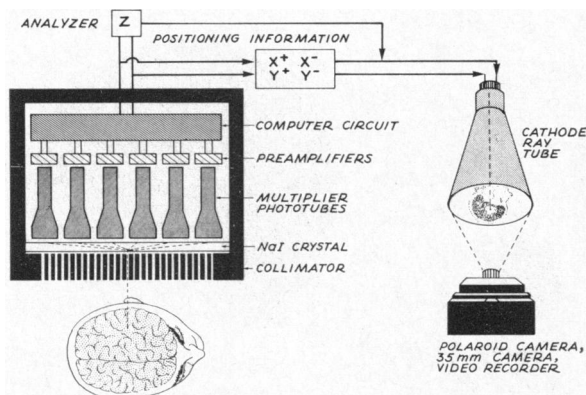 ANALYZER
Z
POSITIONING INFORMATION
X+ X-
Y+ Y-
COMPUTER CIRCUIT
PREAMPLIFIERS
MULTIPLIER
PHOTOTUBES
NaI CRYSTAL
COLLIMATOR
CATHODE
RAY
TUBE
POLAROID CAMERA,
35mm CAMERA,
VIDEO RECORDER